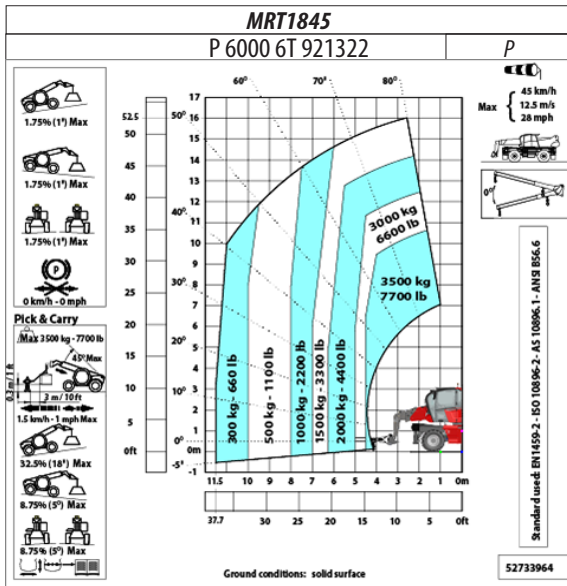 MRT1845
P 6000 6T 921322
P
1.75% (1°) Max
1.75% (1°) Max
1.75% (1°) Max
P
0 km/h - 0 mph
Pick & Carry
Max 3500 kg - 7700 lb
45° Max
0.3 m / 1 ft
3 m / 10 ft
1.5 km/h - 1 mph Max
32.5% (18°) Max
8.75% (5°) Max
8.75% (5°) Max
52.5
50
45
40
35
30
25
20
15
10
5
0ft
17
16
15
14
13
12
11
10
9
8
7
6
5
4
3
2
1
0m
-1
80°
70°
60°
50°
40°
30°
20°
10°
0°
-5°
3000 kg
6600 lb
3500 kg
7700 lb
300 kg - 660 lb
500 kg - 1100 lb
1000 kg - 2200 lb
1500 kg - 3300 lb
2000 kg - 4400 lb
11.5 10 9 8 7 6 5 4 3 2 1 0m
37.7 30 25 20 15 10 5 0ft
Ground conditions: solid surface
Max
45 km/h
12.5 m/s
28 mph
0°
Standard used: EN1459-2 - ISO 10896-2 - AS 10896.1 - ANSI B56.6
52733964